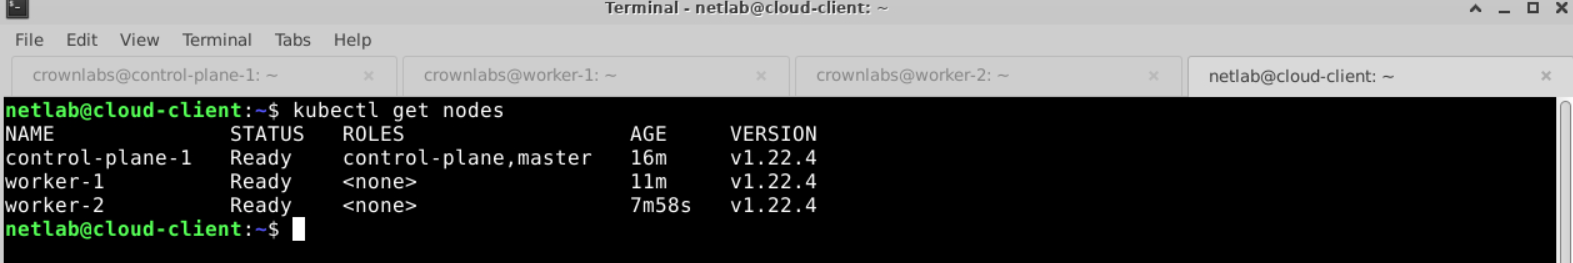 Terminal - netlab@cloud-client: ~
File Edit View Terminal Tabs Help
crownlabs@control-plane-1: ~ × crownlabs@worker-1: ~ × crownlabs@worker-2: ~ × netlab@cloud-client: ~ ×
netlab@cloud-client:~$ kubectl get nodes
NAME STATUS ROLES AGE VERSION
control-plane-1 Ready control-plane,master 16m v1.22.4
worker-1 Ready <none> 11m v1.22.4
worker-2 Ready <none> 7m58s v1.22.4
netlab@cloud-client:~$